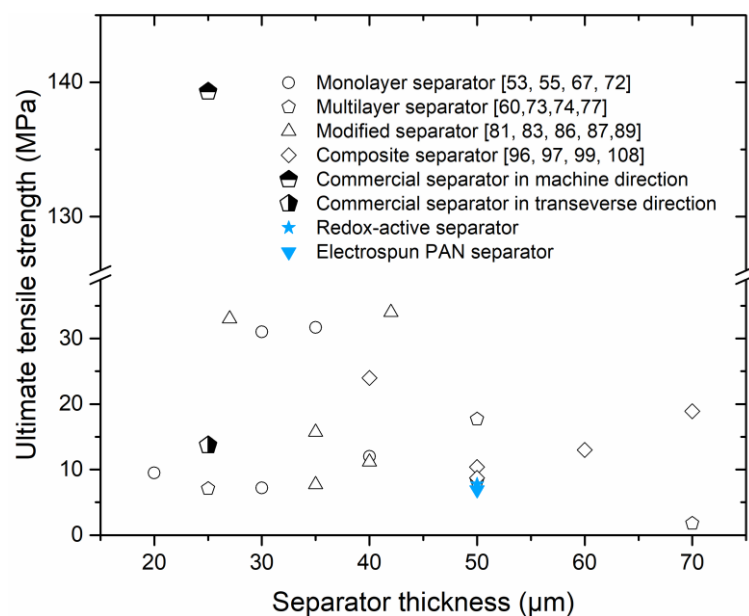 140
130
30
20
10
0
Ultimate tensile strength (MPa)
Monolayer separator [53, 55, 67, 72]
Multilayer separator [60,73,74,77]
Modified separator [81, 83, 86, 87,89]
Composite separator [96, 97, 99, 108]
Commercial separator in machine direction
Commercial separator in transeverse direction
Redox-active separator
Electrospun PAN separator
20 30 40 50 60 70
Separator thickness (μm)